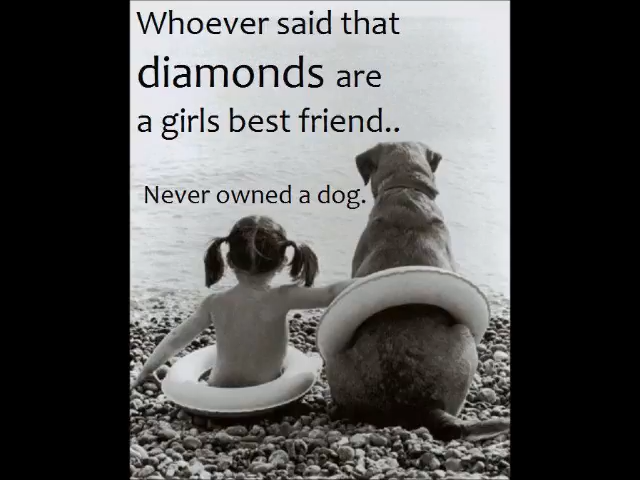 Whoever said that
diamonds are
a girls best friend..
Never owned a dog.